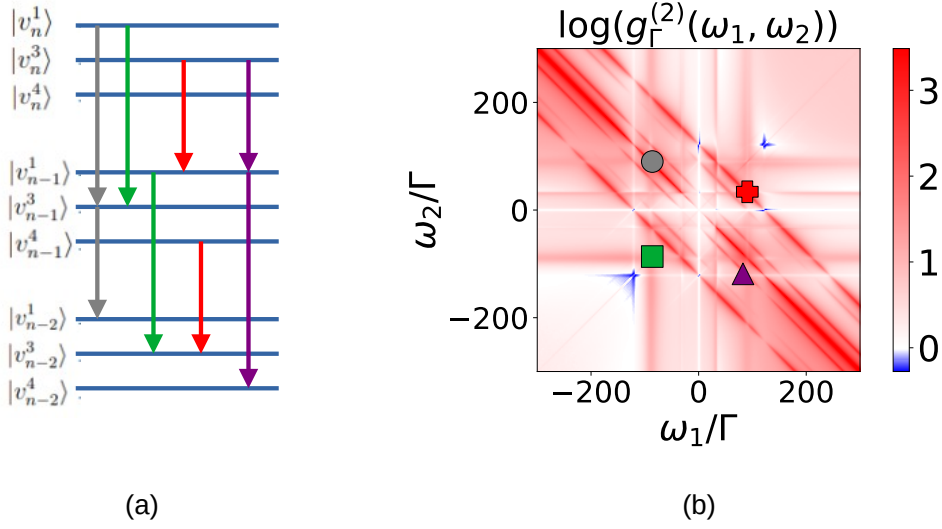 |v_n^1⟩
|v_n^3⟩
|v_n^4⟩
|v_{n-1}^1⟩
|v_{n-1}^3⟩
|v_{n-1}^4⟩
|v_{n-2}^1⟩
|v_{n-2}^3⟩
|v_{n-2}^4⟩
(a)
log(g_Γ^{(2)}(ω_1, ω_2))
ω_2/Γ
200
0
−200
−200 0 200
ω_1/Γ
3
2
1
0
(b)